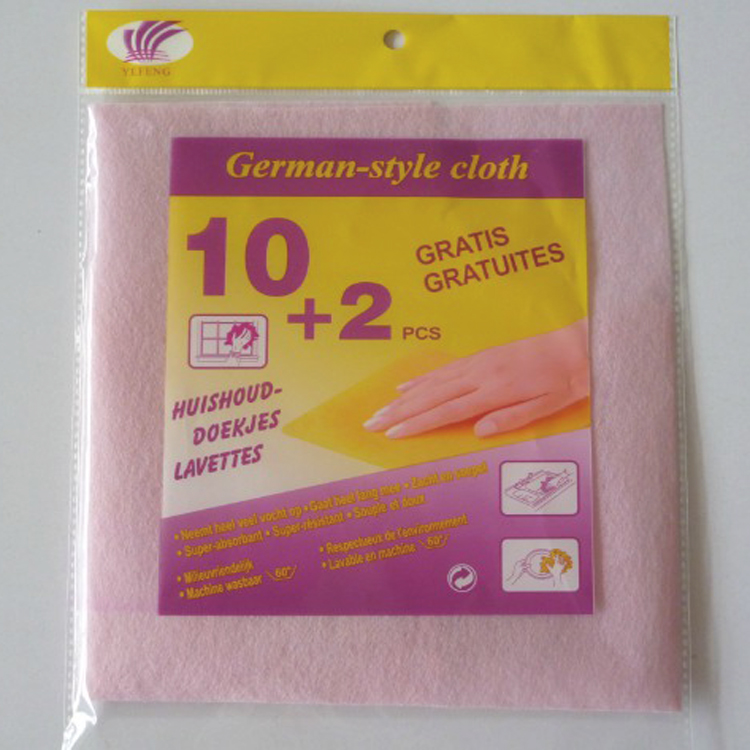 YEFENG
German-style cloth
10
+2 PCS
GRATIS
GRATUITES
HUISHOUD-
DOEKJES
LAVETTES
• Neemt heel veel vocht op • Gaat heel lang mee • Zacht en soepel
• Super-absorbant • Super-résistant • Souple et doux
• Milieuvriendelijk
• Machine wasbaar 60°
• Respectueux de l'environnement
• Lavable en machine 60°